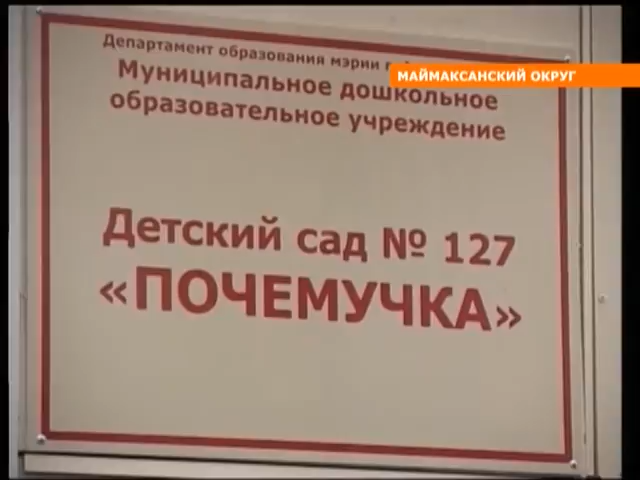 Департамент образования мэрии г.
МАЙМАКСАНСКИЙ ОКРУГ
Муниципальное дошкольное
образовательное учреждение
Детский сад № 127
«ПОЧЕМУЧКА»